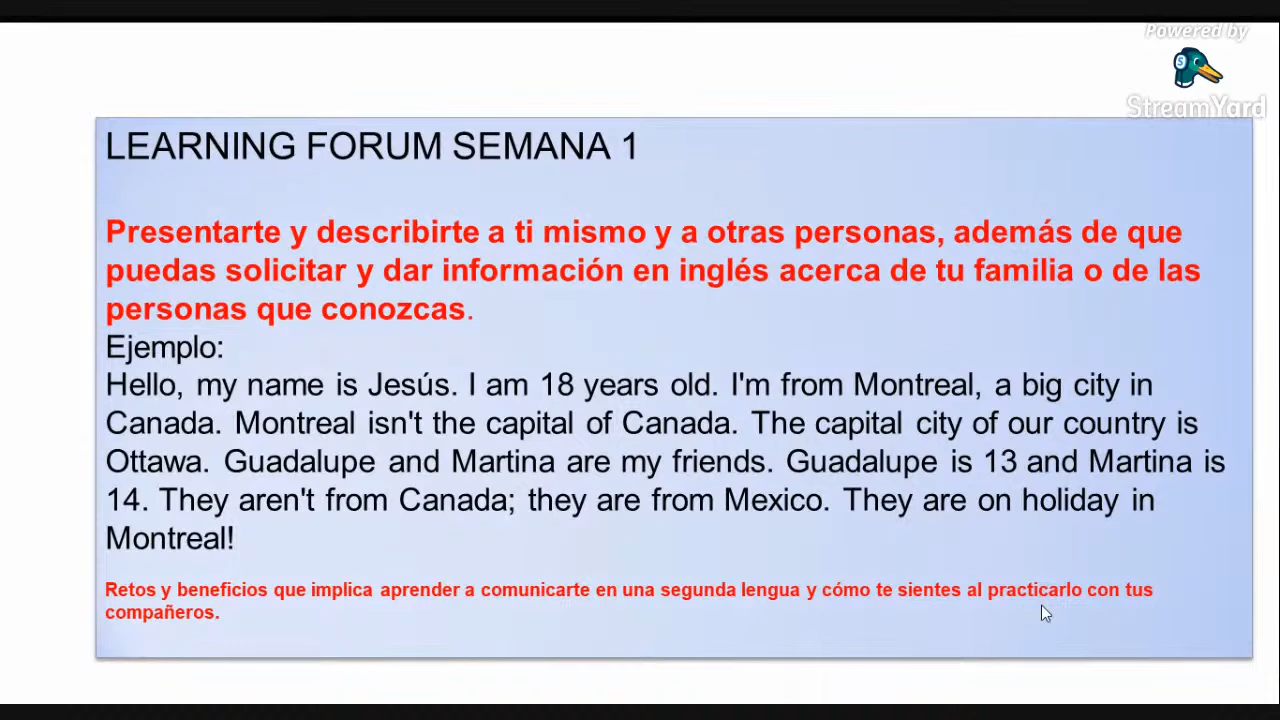 Powered by
StreamYard
LEARNING FORUM SEMANA 1
Presentarte y describirte a ti mismo y a otras personas, además de que
puedas solicitar y dar información en inglés acerca de tu familia o de las
personas que conozcas.
Ejemplo:
Hello, my name is Jesús. I am 18 years old. I'm from Montreal, a big city in
Canada. Montreal isn't the capital of Canada. The capital city of our country is
Ottawa. Guadalupe and Martina are my friends. Guadalupe is 13 and Martina is
14. They aren't from Canada; they are from Mexico. They are on holiday in
Montreal!
Retos y beneficios que implica aprender a comunicarte en una segunda lengua y cómo te sientes al practicarlo con tus
compañeros.